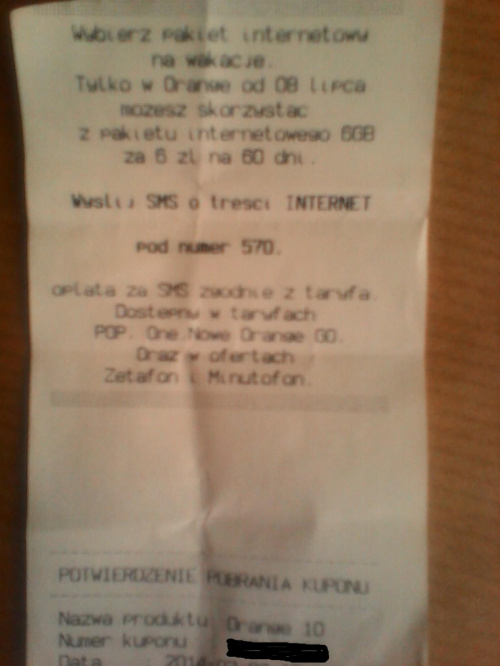 Wybierz pakiet internetowy
na wakacje.
Tylko w Orange od 08 lipca
mozesz skorzystac
z pakietu internetowego 6GB
za 6 zl na 60 dni.
Wyslij SMS o tresci INTERNET
pod numer 570.
oplata za SMS zgodnie z taryfa.
Dostepny w taryfach
POP, One,Nowe Orange GO.
Oraz w ofertach
Zetafon i Minutofon.
POTWIERDZENIE POBRANIA KUPONU
Nazwa produktu: Orange 10
Numer kuponu
Data : 2014